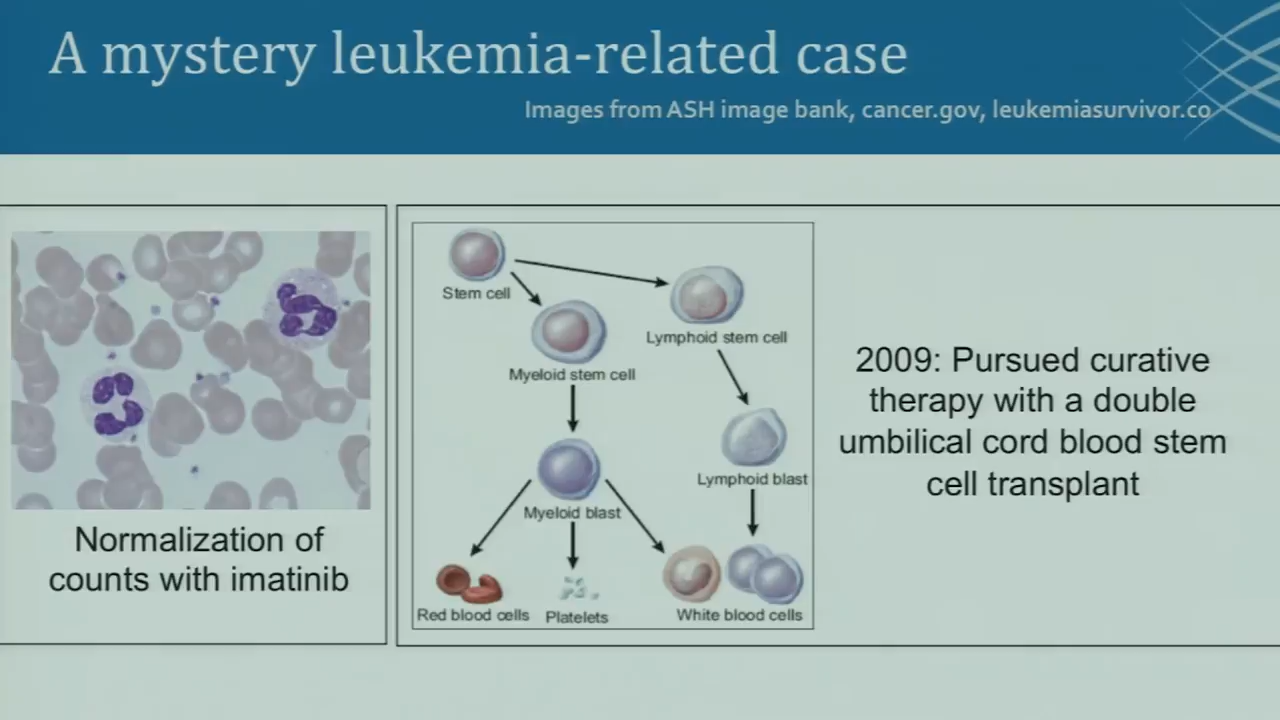 A mystery leukemia-related case
Images from ASH image bank, cancer.gov, leukemiasurvivor.co
Normalization of
counts with imatinib
Stem cell
Lymphoid stem cell
Myeloid stem cell
Lymphoid blast
Myeloid blast
Red blood cells
Platelets
White blood cells
2009: Pursued curative
therapy with a double
umbilical cord blood stem
cell transplant